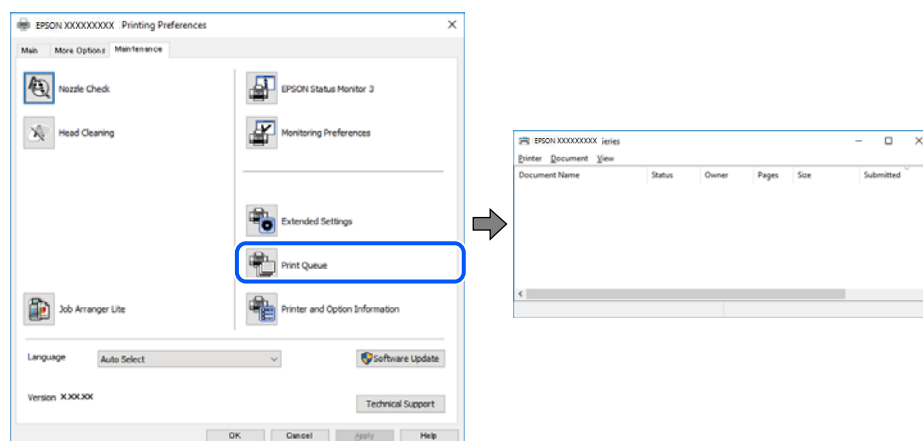 EPSON XXXXXXXXX Printing Preferences
Main More Options Maintenance
Nozzle Check
EPSON Status Monitor 3
Head Cleaning
Monitoring Preferences
Extended Settings
Print Queue
Job Arranger Lite
Printer and Option Information
Language Auto Select Software Update
Version X.XX.XX
Technical Support
OK Cancel Apply Help
EPSON XXXXXXXXX Series
Printer Document View
Document Name Status Owner Pages Size Submitted